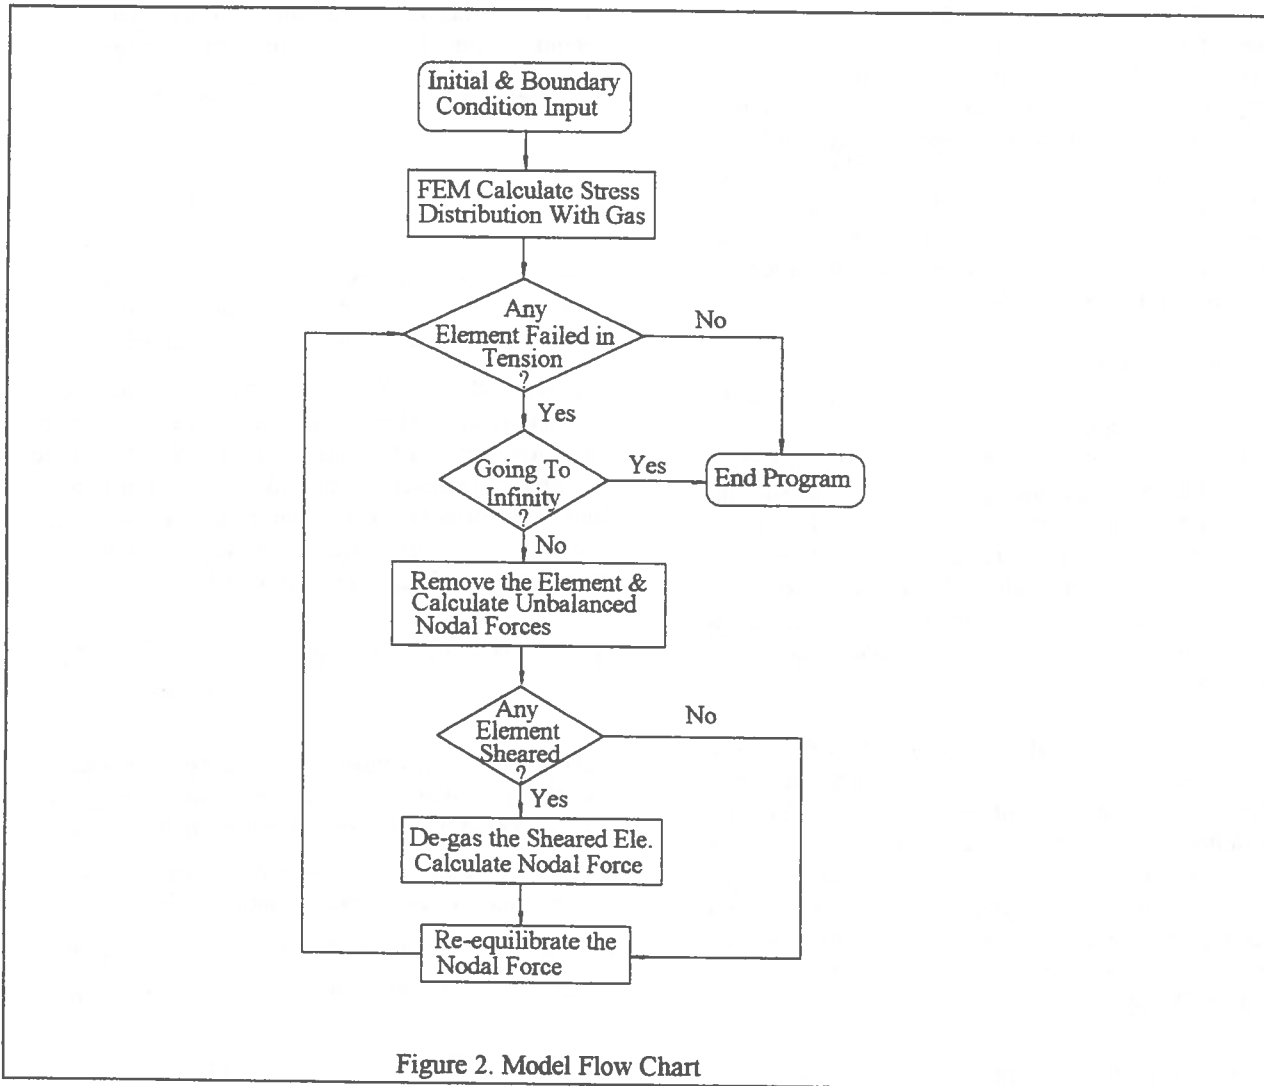 Initial & Boundary
Condition Input
FEM Calculate Stress
Distribution With Gas
Any
Element Failed in
Tension
?
No
Yes
Going To
Infinity
?
Yes
End Program
No
Remove the Element &
Calculate Unbalanced
Nodal Forces
Any
Element
Sheared
?
No
Yes
De-gas the Sheared Ele.
Calculate Nodal Force
Re-equilibrate the
Nodal Force
Figure 2. Model Flow Chart